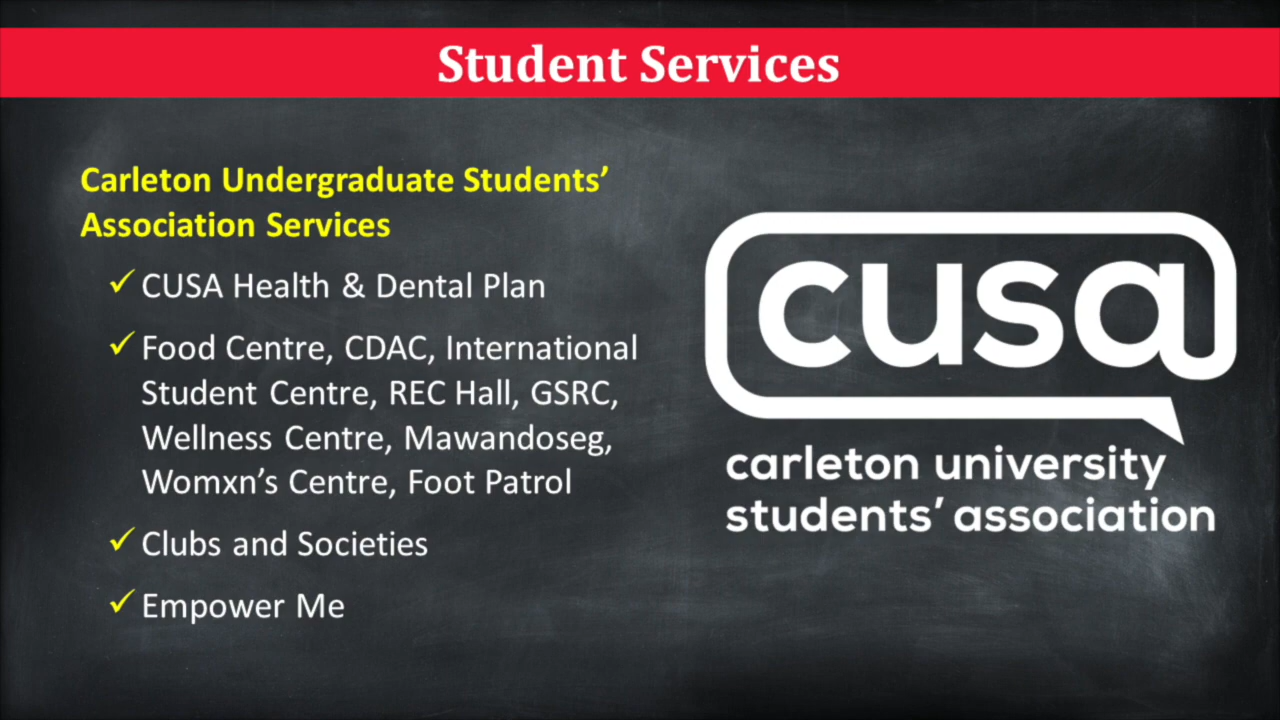 Student Services
Carleton Undergraduate Students’
Association Services
✓ CUSA Health & Dental Plan
✓ Food Centre, CDAC, International
Student Centre, REC Hall, GSRC,
Wellness Centre, Mawandoseg,
Womxn’s Centre, Foot Patrol
✓ Clubs and Societies
✓ Empower Me
cusa
carleton university
students’ association